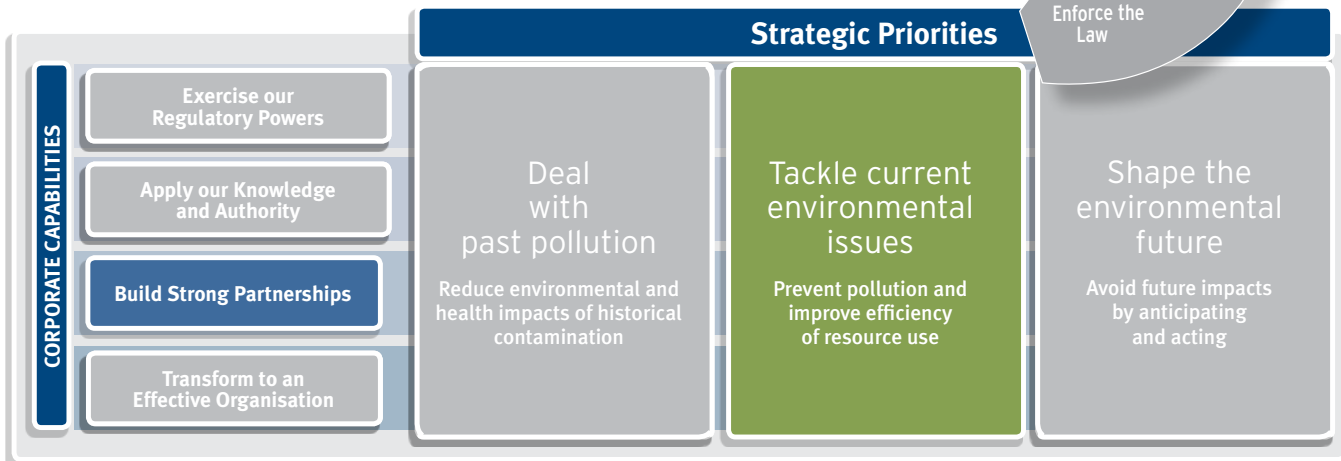 Enforce the
Law
Strategic Priorities
CORPORATE CAPABILITIES
Exercise our
Regulatory Powers
Apply our Knowledge
and Authority
Build Strong Partnerships
Transform to an
Effective Organisation
Deal
with
past pollution
Reduce environmental and
health impacts of historical
contamination
Tackle current
environmental
issues
Prevent pollution and
improve efficiency
of resource use
Shape the
environmental
future
Avoid future impacts
by anticipating
and acting